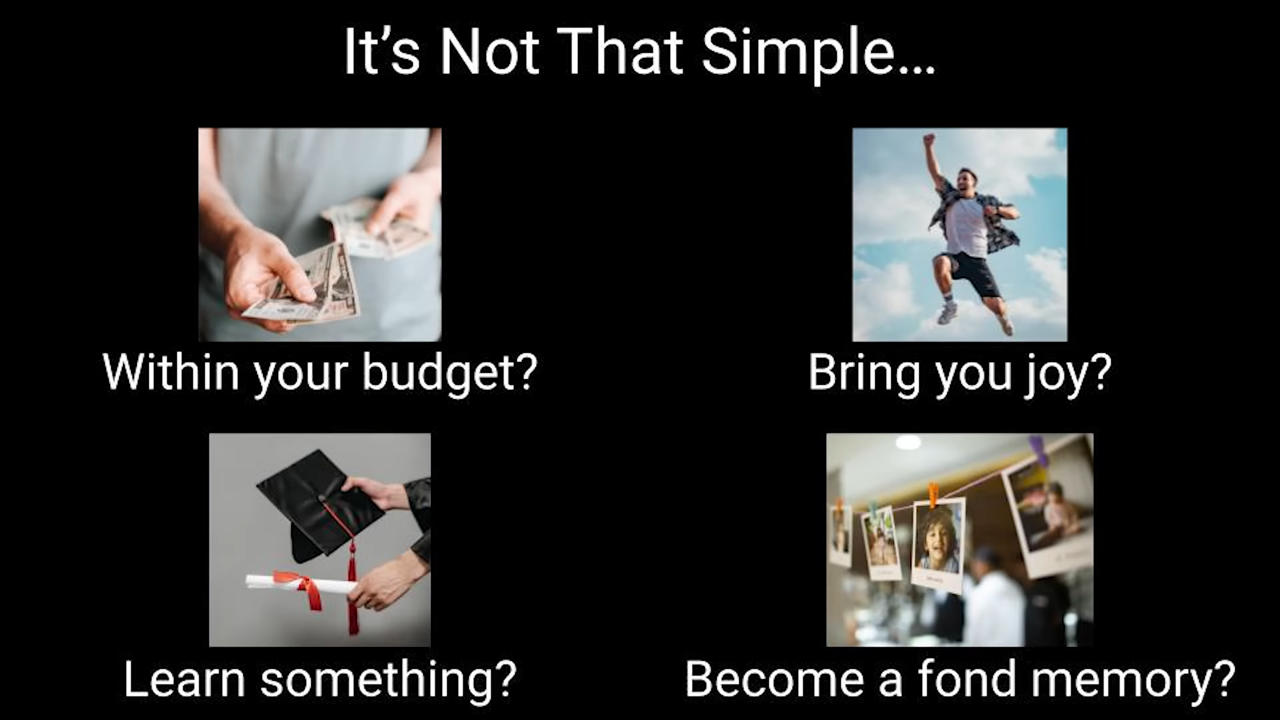 It’s Not That Simple…
Within your budget?
Bring you joy?
Learn something?
Become a fond memory?